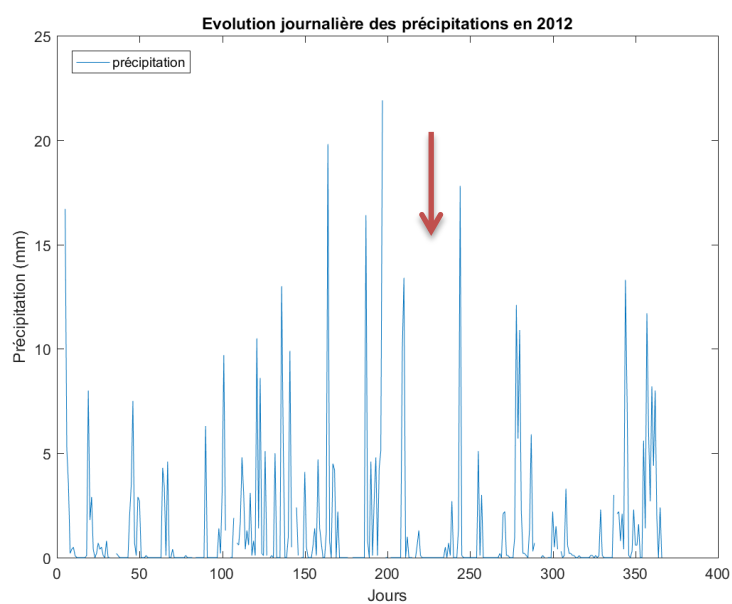 Evolution journalière des précipitations en 2012
précipitation
Précipitation (mm)
25
20
15
10
5
0
0 50 100 150 200 250 300 350 400
Jours